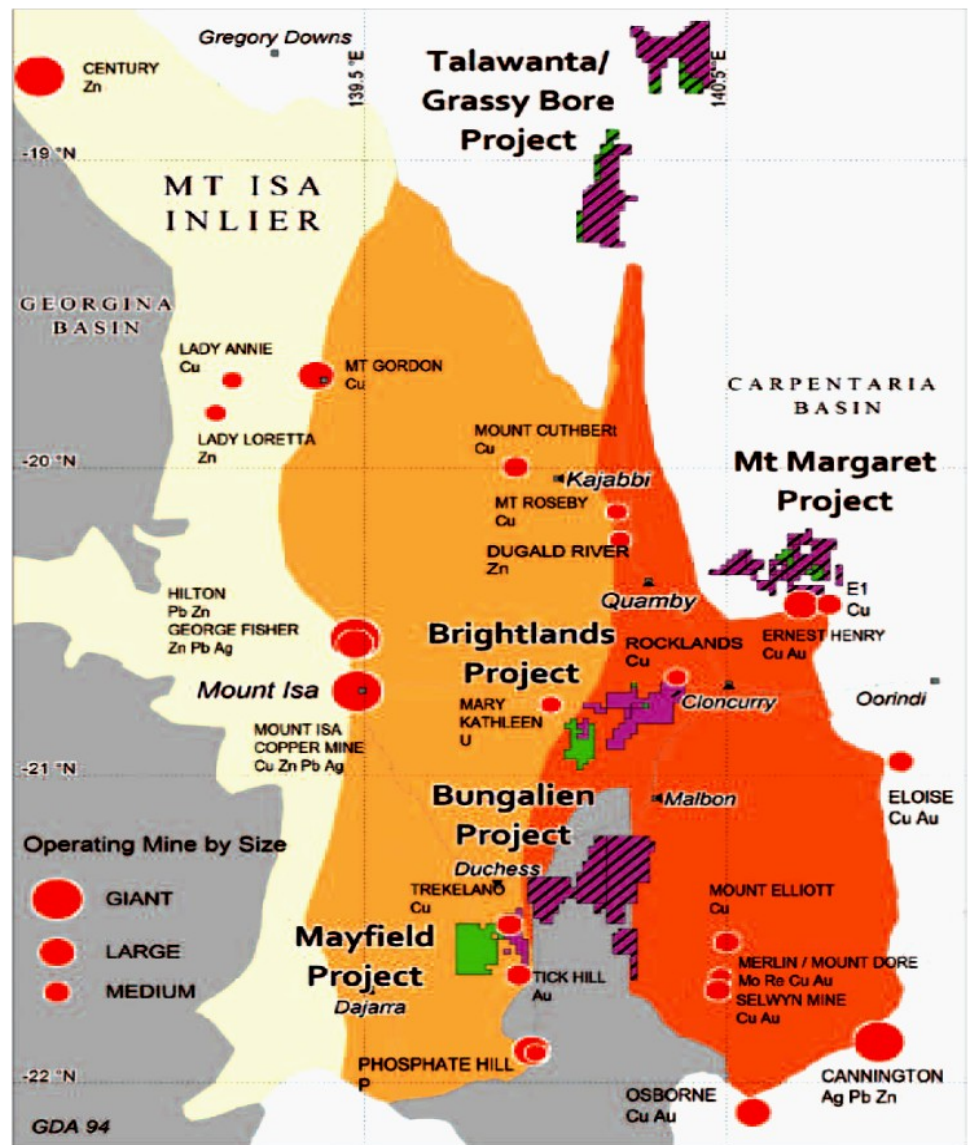 Gregory Downs
CENTURY
Zn
Talawanta/
Grassy Bore
Project
139.5 °E
140.5 °E
-19 °N
MT ISA
INLIER
GEORGINA
BASIN
LADY ANNIE
Cu
MT GORDON
Cu
LADY LORETTA
Zn
CARPENTARIA
BASIN
MOUNT CUTHBERt
Cu
-20 °N
Kajabbi
Mt Margaret
Project
MT ROSEBY
Cu
DUGALD RIVER
Zn
HILTON
Pb Zn
GEORGE FISHER
Zn Pb Ag
Quamby
E1
Cu
ERNEST HENRY
Cu Au
Brightlands
Project
ROCKLANDS
Cu
Mount Isa
MARY
KATHLEEN
U
Cloncurry
Oorindi
MOUNT ISA
COPPER MINE
Cu Zn Pb Ag
-21 °N
Bungalien
Project
Malbon
ELOISE
Cu Au
Operating Mine by Size
GIANT
LARGE
MEDIUM
Duchess
TREKELANO
Cu
MOUNT ELLIOTT
Cu
Mayfield
Project
Dajarra
TICK HILL
Au
MERLIN / MOUNT DORE
Mo Re Cu Au
SELWYN MINE
Cu Au
PHOSPHATE HILL
P
-22 °N
OSBORNE
Cu Au
CANNINGTON
Ag Pb Zn
GDA 94